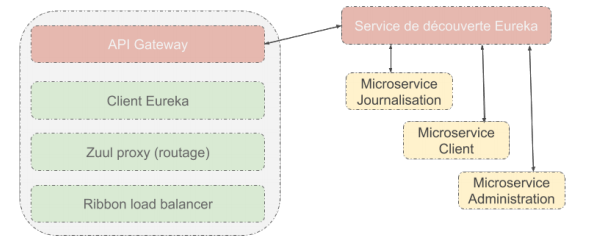 API Gateway
Client Eureka
Zuul proxy (routage)
Ribbon load balancer
Service de découverte Eureka
Microservice
Journalisation
Microservice
Client
Microservice
Administration